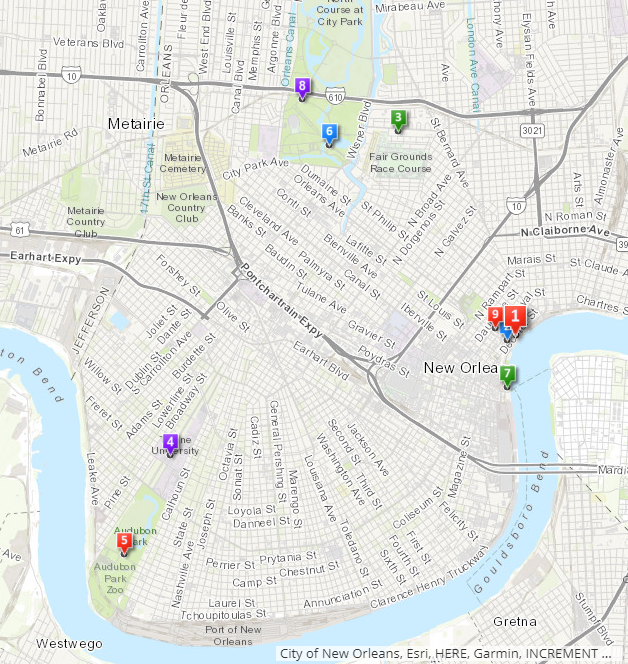 North
Course at
City Park
Mirabeau Ave
Oakla
Carrollton Ave
ORLEANS
Fleurde
West End Blvd
Louisville St
Canal Blvd
Memphis St
Argonne Blvd
Orleans Canal
London Ave
Canal
Elysian Fields Ave
Garmin, INCREMENT ...
Veterans Blvd
Bonnabel Blvd
10
610
8
3
6
3021
Metairie
Metairie Rd
17th St Canal
Metairie
Cemetery
City Park Ave
Wisner Blvd
Fair Grounds
Race Course
Ave
St Bernard Ave
Almonaster Ave
Arts St
New Orleans
Country
Club
Metairie
Country
Club
Dumaine St
Orleans Ave
Conti St
St Philip St
N Broad Ave
N Dorgenois St
N Galvez St
10
N Roman St
N Claiborne Ave
39
61
Earhart Expy
Cleveland Ave
Banks St
Bienville Ave
Lafitte St
Palmyra St
Canal St
Baudin St
Tulane Ave
Marais St
St Claude A
N Rampart
Forshey St
Pontchartrain Expy
Iberville St
St Louis St
Chartres S
JEFFERSON
Joliet St
Dante St
Olive St
Gravier St
Poydras St
9
1
New Orlea
Earhart Blvd
7
Dublin St
S Carrollton Ave
Burdette St
Willow St
Freret St
Adams St
Lowerline St
Broadway St
4
University
General Pershing St
Cadiz St
Octavia St
Soniat St
Marengo St
Louisiana Ave
Washington Ave
Second St
Third St
Jackson Ave
Magazine St
Leake Ave
Pine St
Calhoun St
State St
Joseph St
Nashville Ave
Loyola St
Danneel St
Toledano St
Coliseum St
Felicity St
First St
Fourth St
Sixth St
Gouldsboro Bend
Audubon
5
Audubon
Park
Zoo
Prytania St
Perrier St
Chestnut St
Camp St
Annunciation St
Clarence Henry Truckway
Laurel St
Tchoupitoulas St
Port of New
Orleans
Gretna
Stumpf Blvd
Westwego
City of New Orleans, Esri, HERE, Garmin, INCREMENT ...